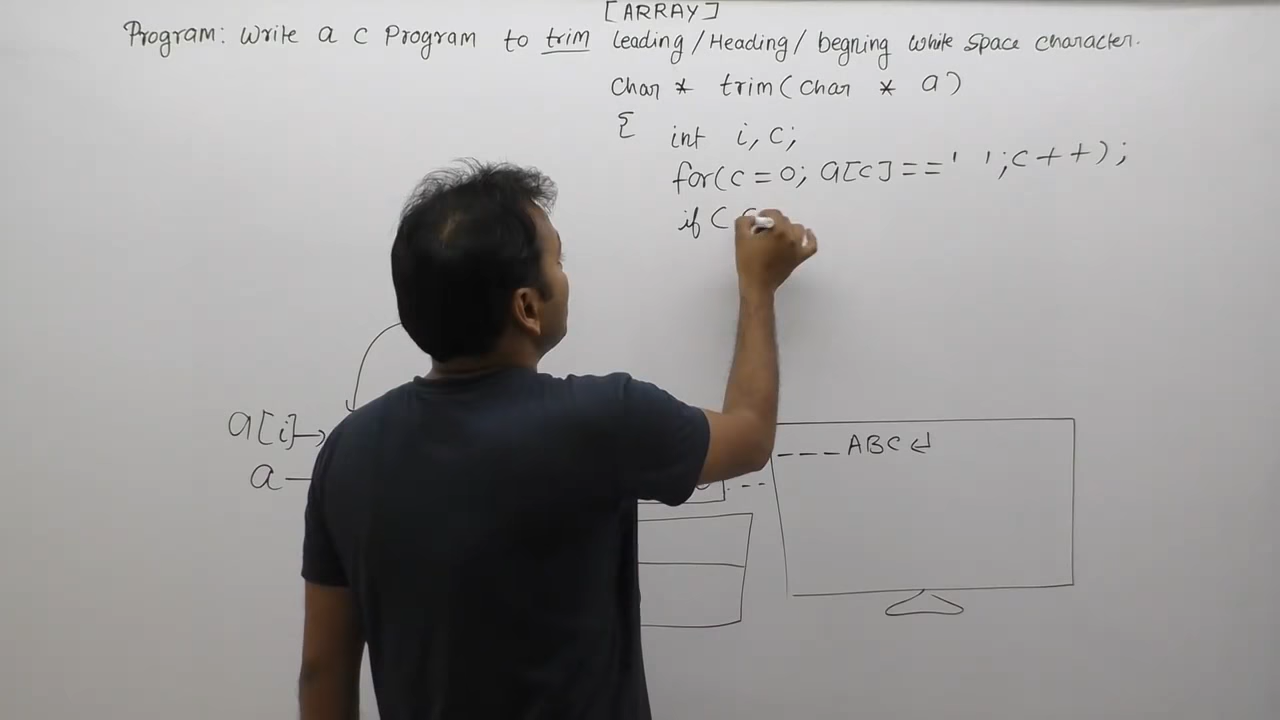 [ARRAY]
Program: Write a C Program to trim leading/Heading/begning white space character.
Char * trim(char * a)
{ int i, c;
for(c=0; a[c]==' ';c++);
if(
a[i]→
a
---ABC↵
---